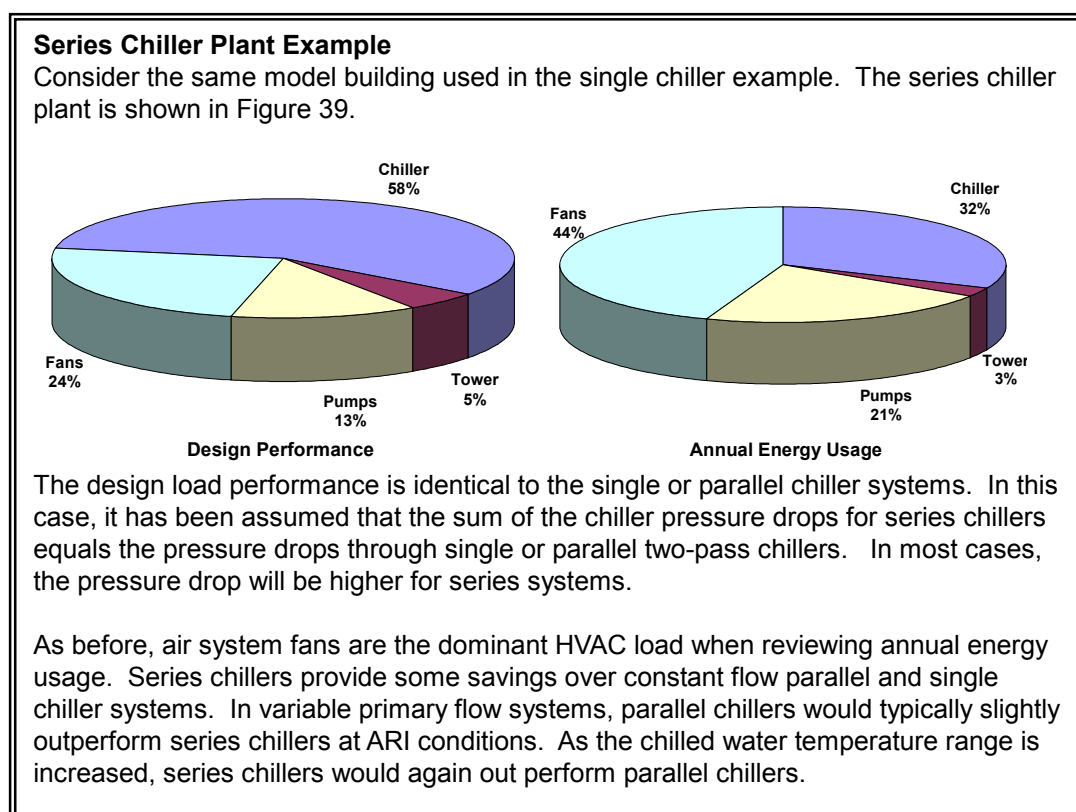 Series Chiller Plant Example
Consider the same model building used in the single chiller example. The series chiller
plant is shown in Figure 39.
Chiller
58%
Fans
24%
Pumps
13%
Tower
5%
Design Performance
Chiller
32%
Fans
44%
Tower
3%
Pumps
21%
Annual Energy Usage
The design load performance is identical to the single or parallel chiller systems. In this
case, it has been assumed that the sum of the chiller pressure drops for series chillers
equals the pressure drops through single or parallel two-pass chillers. In most cases,
the pressure drop will be higher for series systems.
As before, air system fans are the dominant HVAC load when reviewing annual energy
usage. Series chillers provide some savings over constant flow parallel and single
chiller systems. In variable primary flow systems, parallel chillers would typically slightly
outperform series chillers at ARI conditions. As the chilled water temperature range is
increased, series chillers would again out perform parallel chillers.